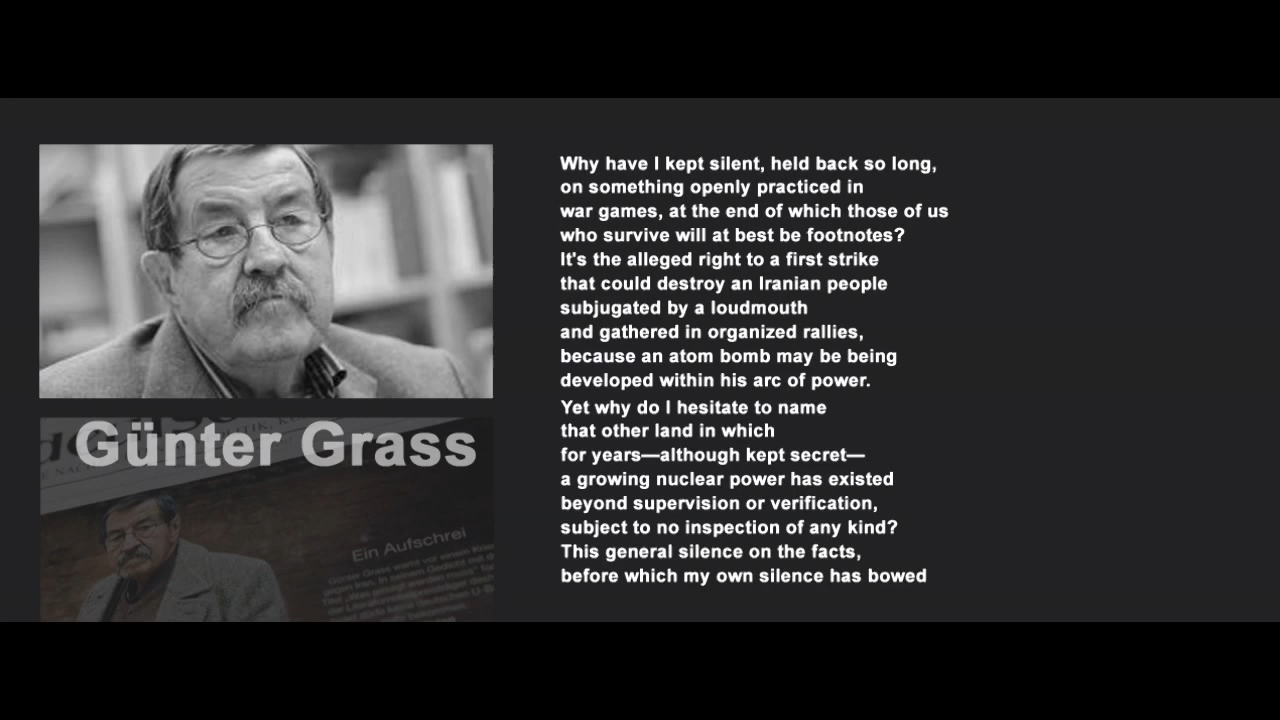 Günter Grass
Ein Aufschrei
Why have I kept silent, held back so long,
on something openly practiced in
war games, at the end of which those of us
who survive will at best be footnotes?
It's the alleged right to a first strike
that could destroy an Iranian people
subjugated by a loudmouth
and gathered in organized rallies,
because an atom bomb may be being
developed within his arc of power.
Yet why do I hesitate to name
that other land in which
for years—although kept secret—
a growing nuclear power has existed
beyond supervision or verification,
subject to no inspection of any kind?
This general silence on the facts,
before which my own silence has bowed